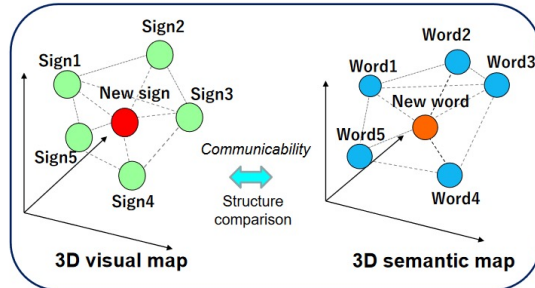 Sign1
Sign2
New sign
Sign3
Sign5
Sign4
3D visual map
Communicability
Structure
comparison
Word1
Word2
Word3
New word
Word5
Word4
3D semantic map